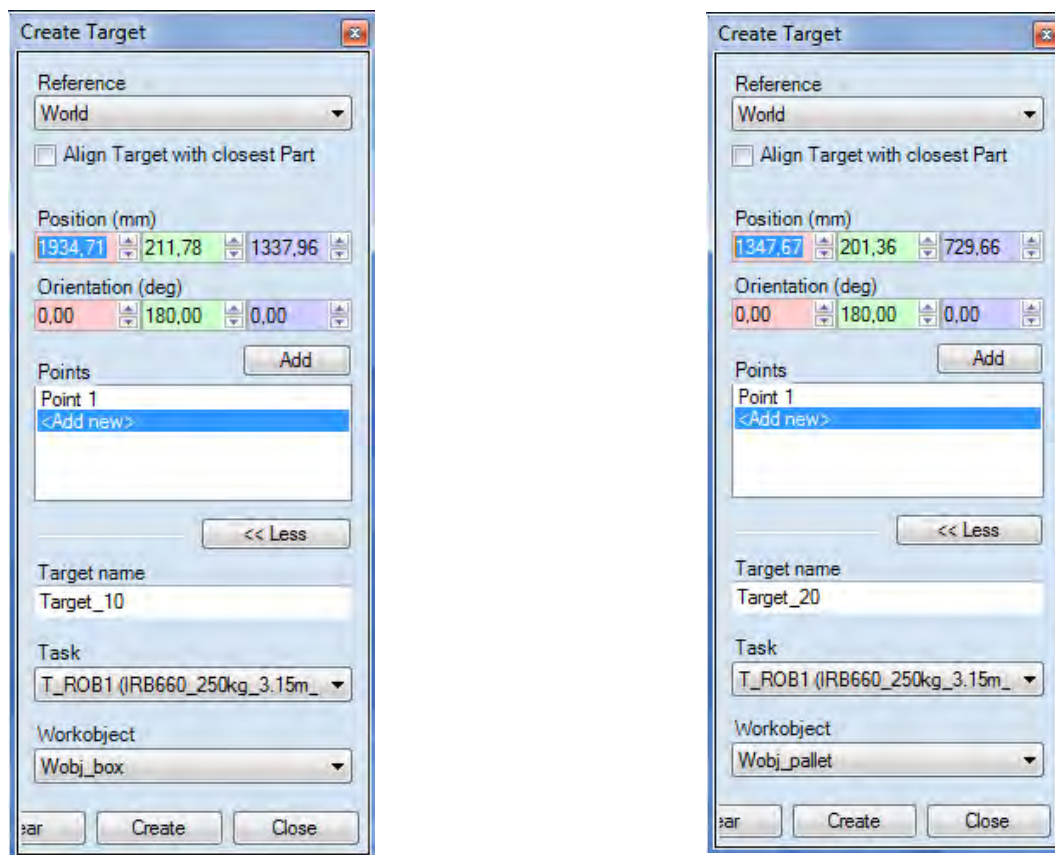 Create Target
Reference
World
Align Target with closest Part
Position (mm)
1934,71 211,78 1337,96
Orientation (deg)
0,00 180,00 0,00
Add
Points
Point 1
<Add new>
<< Less
Target name
Target_10
Task
T_ROB1 (IRB660_250kg_3.15m_
Workobject
Wobj_box
ear Create Close
Create Target
Reference
World
Align Target with closest Part
Position (mm)
1347,67 201,36 729,66
Orientation (deg)
0,00 180,00 0,00
Add
Points
Point 1
<Add new>
<< Less
Target name
Target_20
Task
T_ROB1 (IRB660_250kg_3.15m_
Workobject
Wobj_pallet
ear Create Close